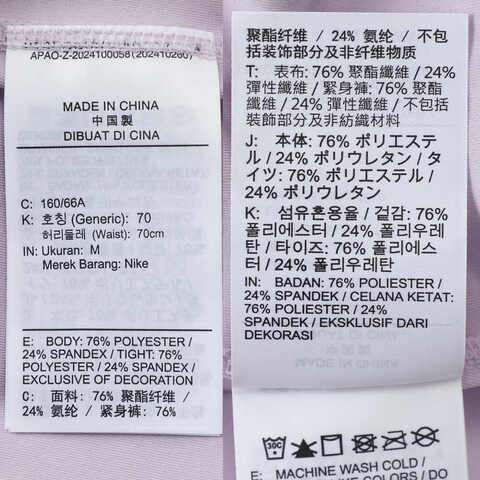 APAO-Z-2024100058 (202410260)
MADE IN CHINA
中国製
DIBUAT DI CINA
C: 160/66A
K: 호칭 (Generic): 70
허리둘레 (Waist): 70cm
IN: Ukuran: M
Merek Barang: Nike
E: BODY: 76% POLYESTER/
24% SPANDEX/ TIGHT: 76%
POLYESTER/ 24% SPANDEX/
EXCLUSIVE OF DECORATION
C: 面料: 76% 聚酯纤维 /
24% 氨纶 / 紧身裤: 76%
聚酯纤维 / 24% 氨纶 / 不包
括装饰部分及非纤维物质
T: 表布: 76% 聚酯纖維 / 24%
彈性纖維 / 緊身褲: 76% 聚酯
纖維 / 24% 彈性纖維 / 不包括
裝飾部分及非紡織材料
J: 本体: 76% ポリエステ
ル / 24% ポリウレタン / タ
イツ: 76% ポリエステル /
24% ポリウレタン
K: 섬유혼용율 / 겉감: 76%
폴리에스터 / 24% 폴리우레
탄 / 타이즈: 76% 폴리에스
터 / 24% 폴리우레탄
IN: BADAN: 76% POLIESTER /
24% SPANDEK / CELANA KETAT:
76% POLIESTER / 24%
SPANDEK / EKSKLUSIF DARI
DEKORASI
30C
E: MACHINE WASH COLD /